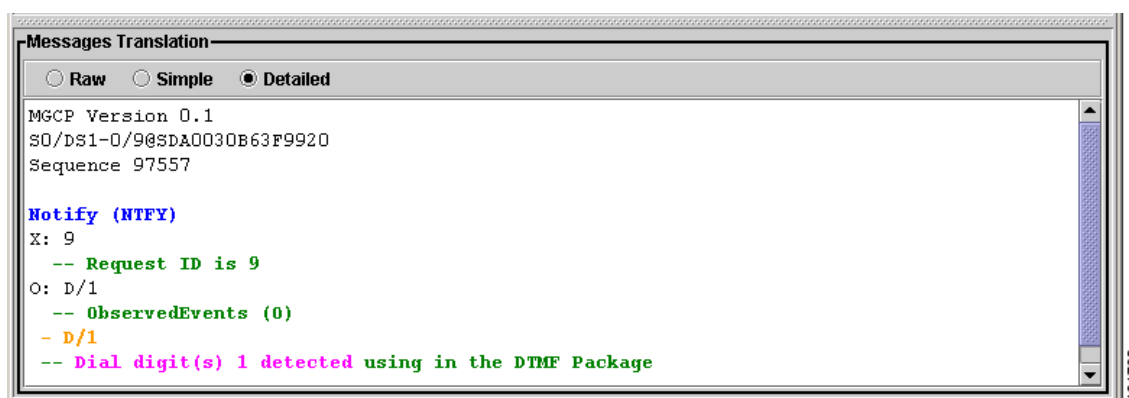 Messages Translation
Raw Simple Detailed
MGCP Version 0.1
S0/DS1-0/9@SDA0030B63F9920
Sequence 97557
Notify (NTFY)
X: 9
-- Request ID is 9
O: D/1
-- ObservedEvents (O)
- D/1
-- Dial digit(s) 1 detected using in the DTMF Package